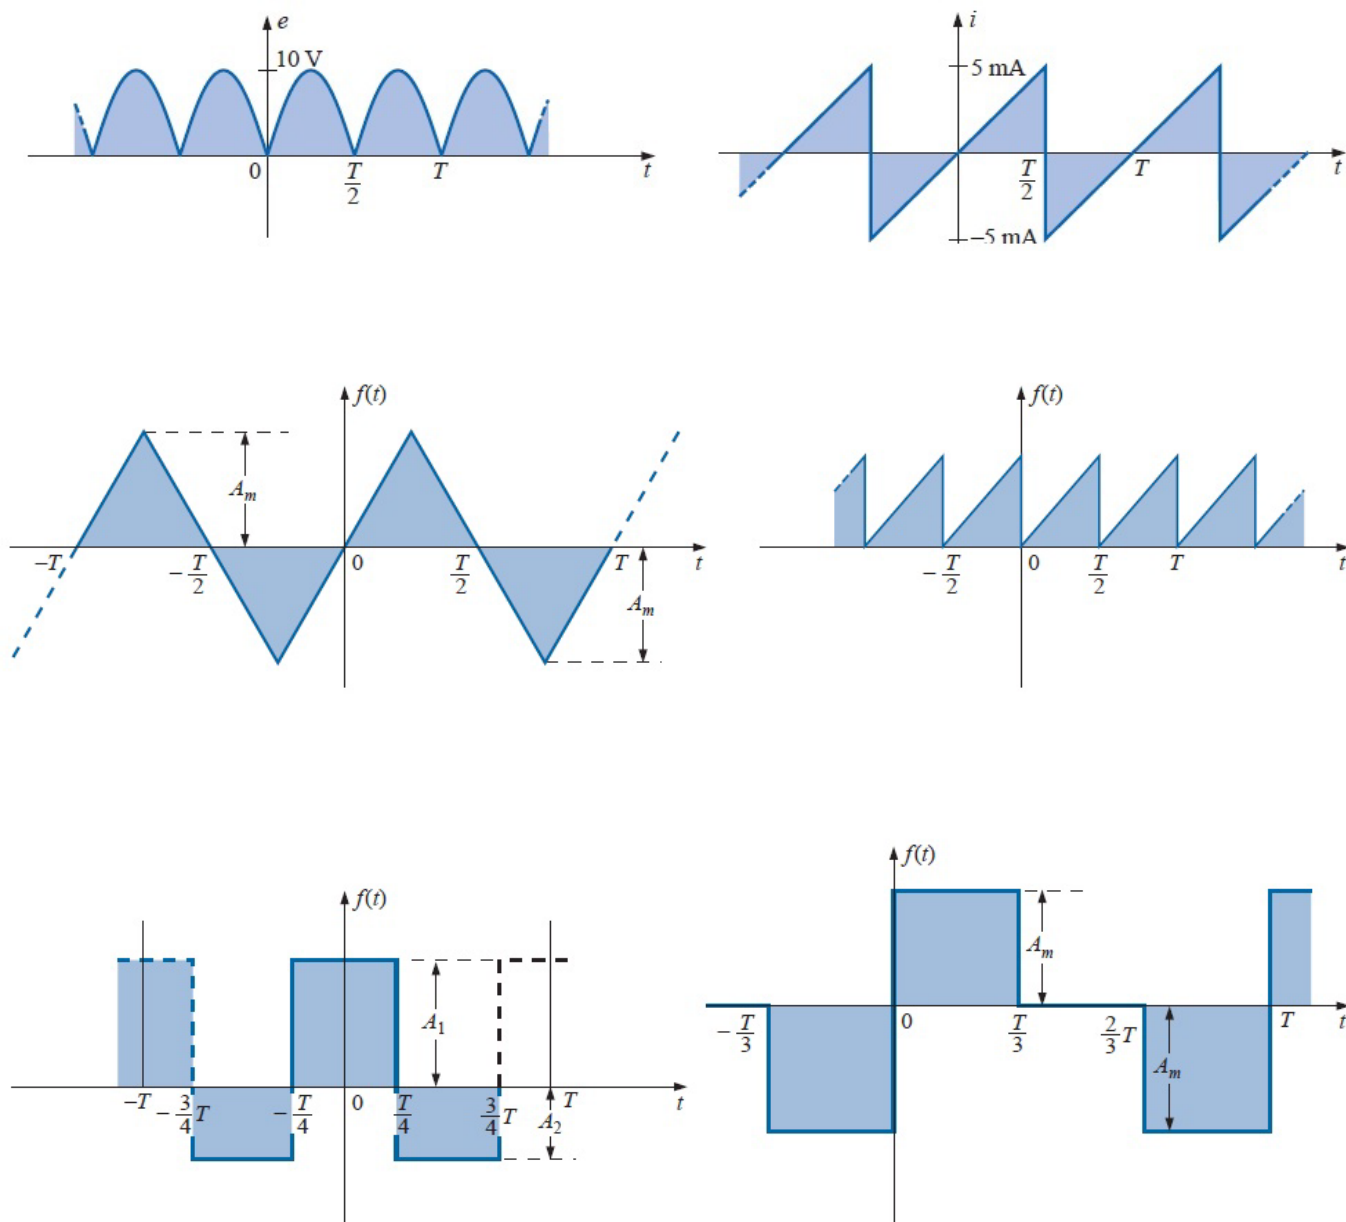 e
10 V
0
T/2
T
t
i
5 mA
T/2
T
t
–5 mA
f(t)
A_m
–T
–T/2
0
T/2
T
t
A_m
f(t)
–T/2
0
T/2
T
t
f(t)
A_1
–T
–3/4 T
–T/4
0
T/4
3/4 T
A_2
T
t
f(t)
A_m
–T/3
0
T/3
2/3 T
T
t
A_m